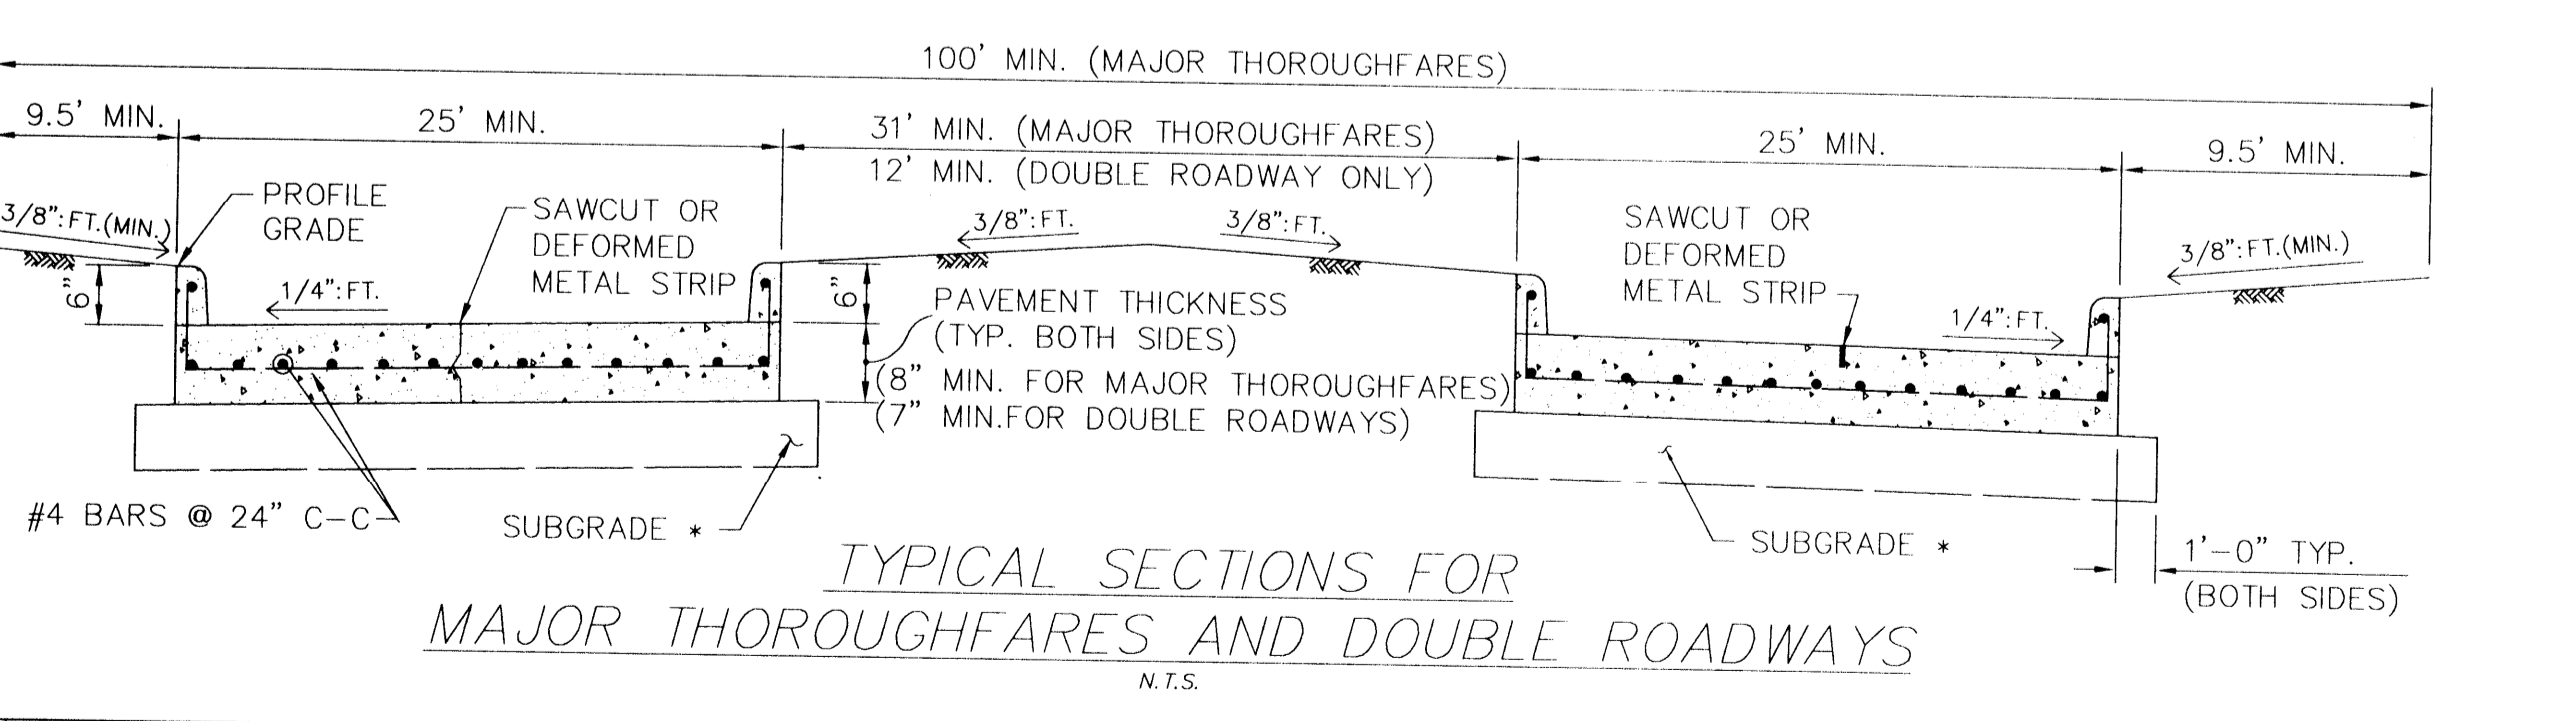 100' MIN. (MAJOR THOROUGHFARES)
9.5' MIN.
25' MIN.
31' MIN. (MAJOR THOROUGHFARES)
12' MIN. (DOUBLE ROADWAY ONLY)
25' MIN.
9.5' MIN.
3/8":FT.(MIN.)
PROFILE
GRADE
SAWCUT OR
DEFORMED
METAL STRIP
3/8":FT.
3/8":FT.
SAWCUT OR
DEFORMED
METAL STRIP
3/8":FT.(MIN.)
6"
1/4":FT.
6"
PAVEMENT THICKNESS
(TYP. BOTH SIDES)
(8" MIN. FOR MAJOR THOROUGHFARES)
(7" MIN.FOR DOUBLE ROADWAYS)
1/4":FT.
#4 BARS @ 24" C-C
SUBGRADE *
SUBGRADE *
1'-0" TYP.
(BOTH SIDES)
TYPICAL SECTIONS FOR
MAJOR THOROUGHFARES AND DOUBLE ROADWAYS
N.T.S.